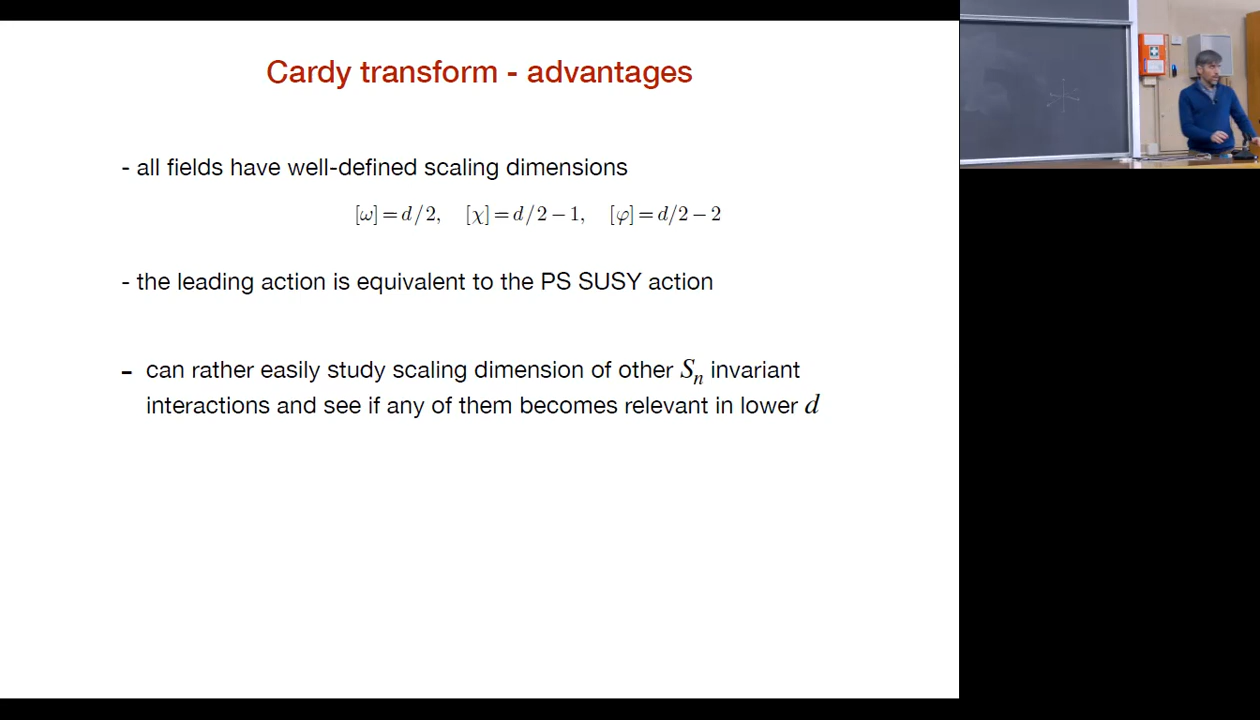 Cardy transform - advantages
- all fields have well-defined scaling dimensions
[ω] = d/2, [χ] = d/2 − 1, [φ] = d/2 − 2
- the leading action is equivalent to the PS SUSY action
- can rather easily study scaling dimension of other Sₙ invariant
interactions and see if any of them becomes relevant in lower d